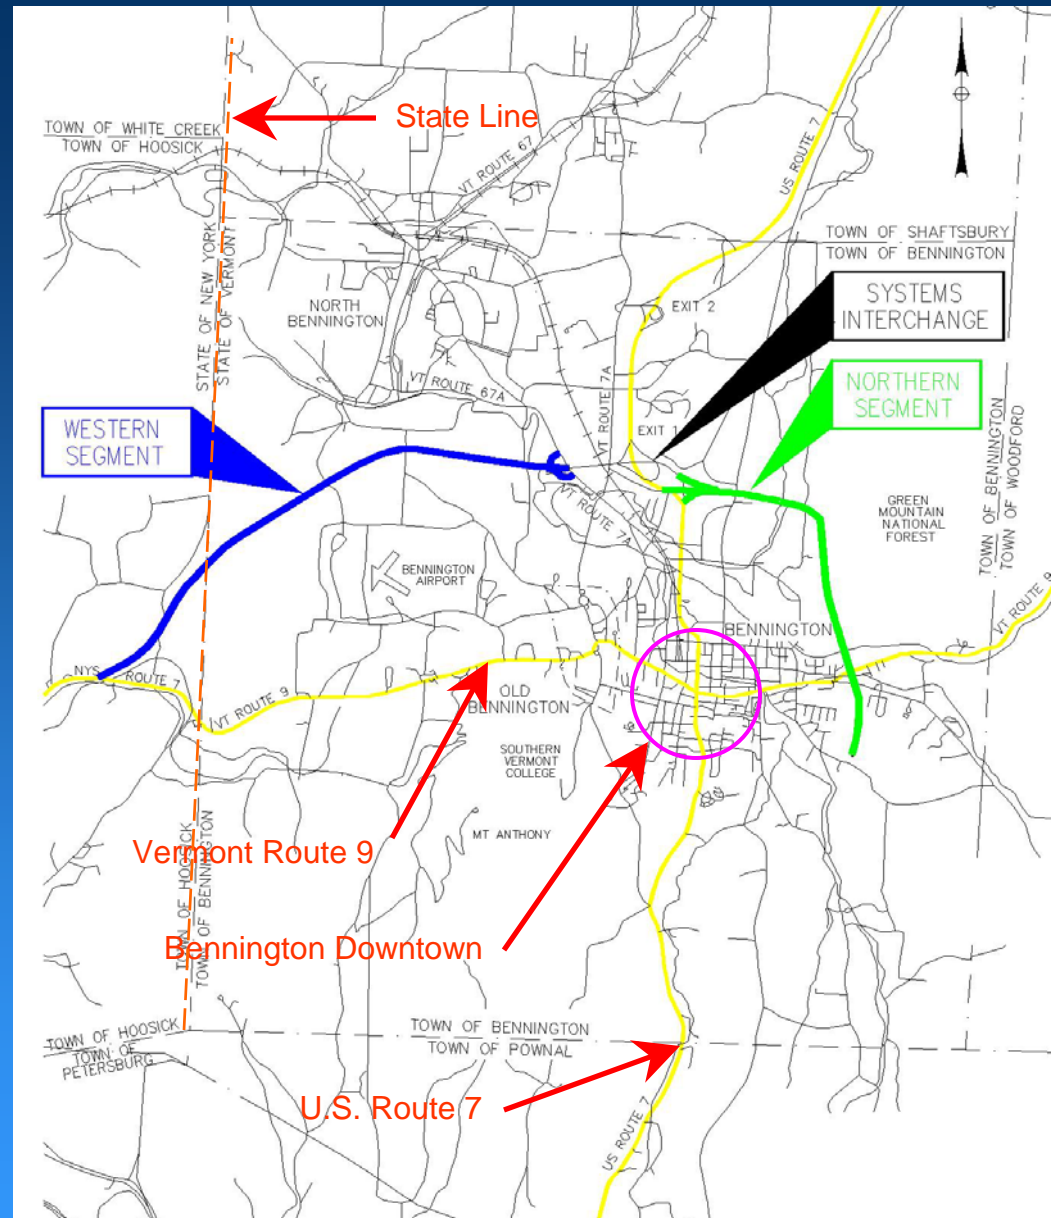 State Line
TOWN OF WHITE CREEK
TOWN OF HOOSICK
VT ROUTE 67
US ROUTE 7
STATE OF NEW YORK
STATE OF VERMONT
TOWN OF SHAFTSBURY
TOWN OF BENNINGTON
NORTH
BENNINGTON
EXIT 2
SYSTEMS
INTERCHANGE
VT ROUTE 67A
VT ROUTE 7A
NORTHERN
SEGMENT
WESTERN
SEGMENT
EXIT 1
TOWN OF BENNINGTON
TOWN OF WOODFORD
VT ROUTE 7A
GREEN
MOUNTAIN
NATIONAL
FOREST
BENNINGTON
AIRPORT
VT ROUTE 9
BENNINGTON
NYS ROUTE 7
VT ROUTE 9
OLD
BENNINGTON
SOUTHERN
VERMONT
COLLEGE
MT ANTHONY
Vermont Route 9
TOWN OF HOOSICK
TOWN OF BENNINGTON
Bennington Downtown
TOWN OF HOOSICK
TOWN OF
PETERSBURG
TOWN OF BENNINGTON
TOWN OF POWNAL
U.S. Route 7
US ROUTE 7